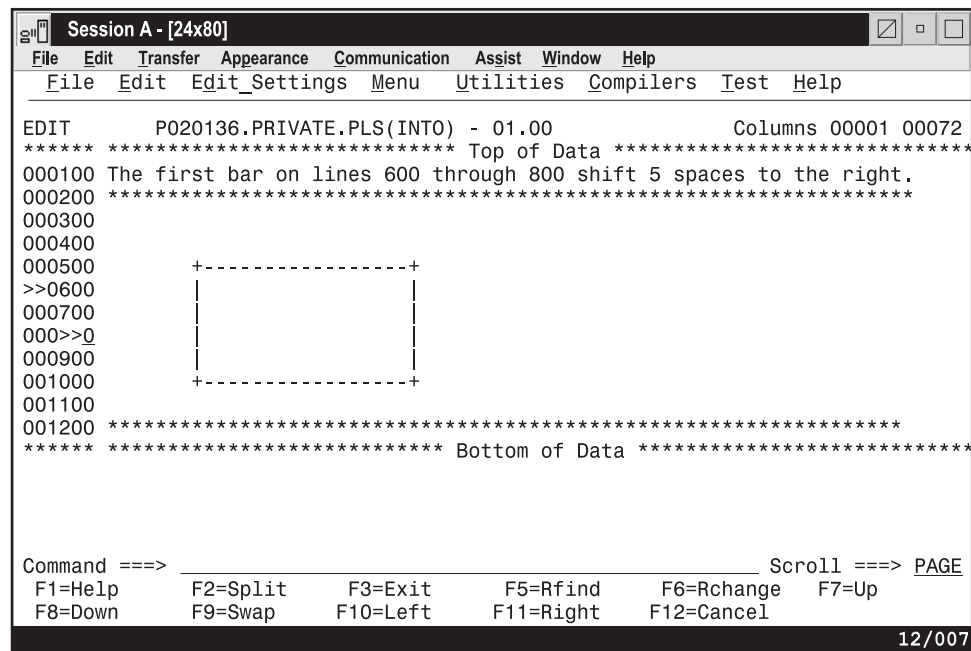 Session A - [24x80]
File Edit Transfer Appearance Communication Assist Window Help
File Edit Edit_Settings Menu Utilities Compilers Test Help
EDIT P020136.PRIVATE.PLS(INTO) - 01.00 Columns 00001 00072
****** ***************************** Top of Data ******************************
000100 The first bar on lines 600 through 800 shift 5 spaces to the right.
000200 *******************************************************************
000300
000400
000500 +-----------------+
>>0600 | |
000700 | |
000>>0 | |
000900 | |
001000 +-----------------+
001100
001200 ******************************************************************
****** **************************** Bottom of Data ****************************
Command ===> Scroll ===> PAGE
F1=Help F2=Split F3=Exit F5=Rfind F6=Rchange F7=Up
F8=Down F9=Swap F10=Left F11=Right F12=Cancel
12/007